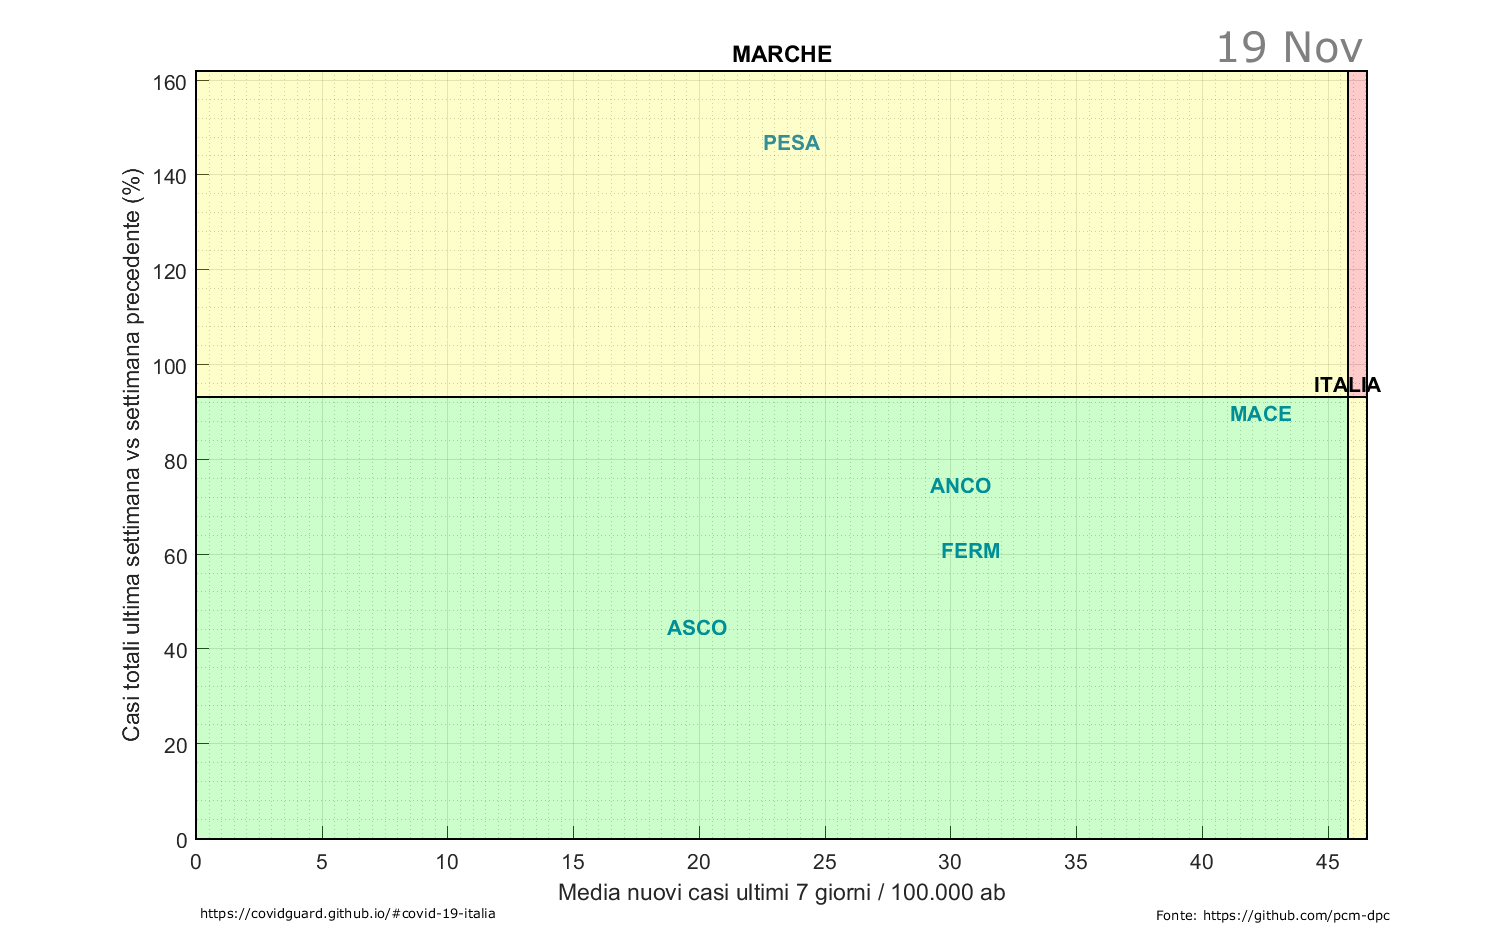 MARCHE
19 Nov
160
PESA
140
120
100
ITALIA
MACE
80
ANCO
FERM
60
ASCO
40
20
0
0 5 10 15 20 25 30 35 40 45
Casi totali ultima settimana vs settimana precedente (%)
Media nuovi casi ultimi 7 giorni / 100.000 ab
https://covidguard.github.io/#covid-19-italia
Fonte: https://github.com/pcm-dpc